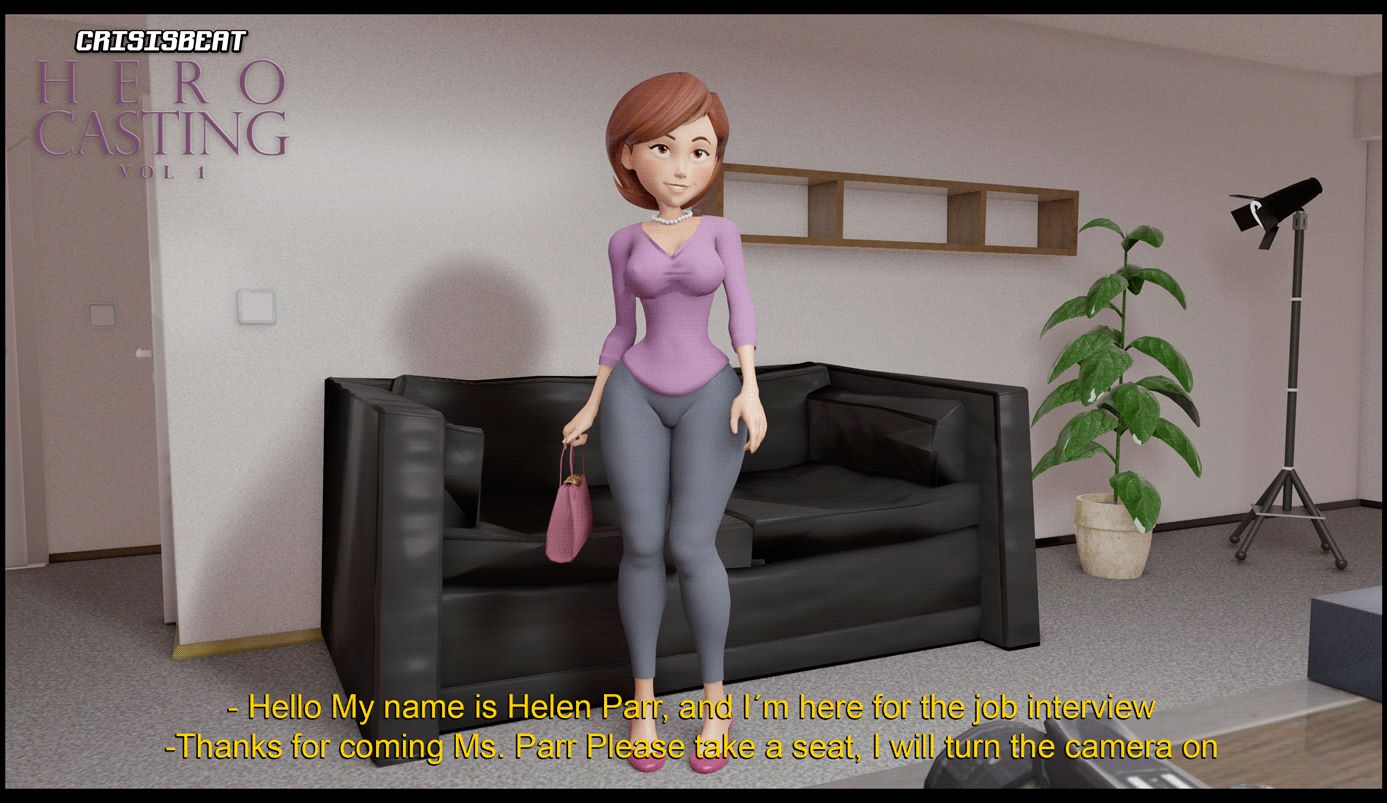 CRISISBEAT
HERO
CASTING
VOL 1
- Hello My name is Helen Parr, and I´m here for the job interview
-Thanks for coming Ms. Parr Please take a seat, I will turn the camera on